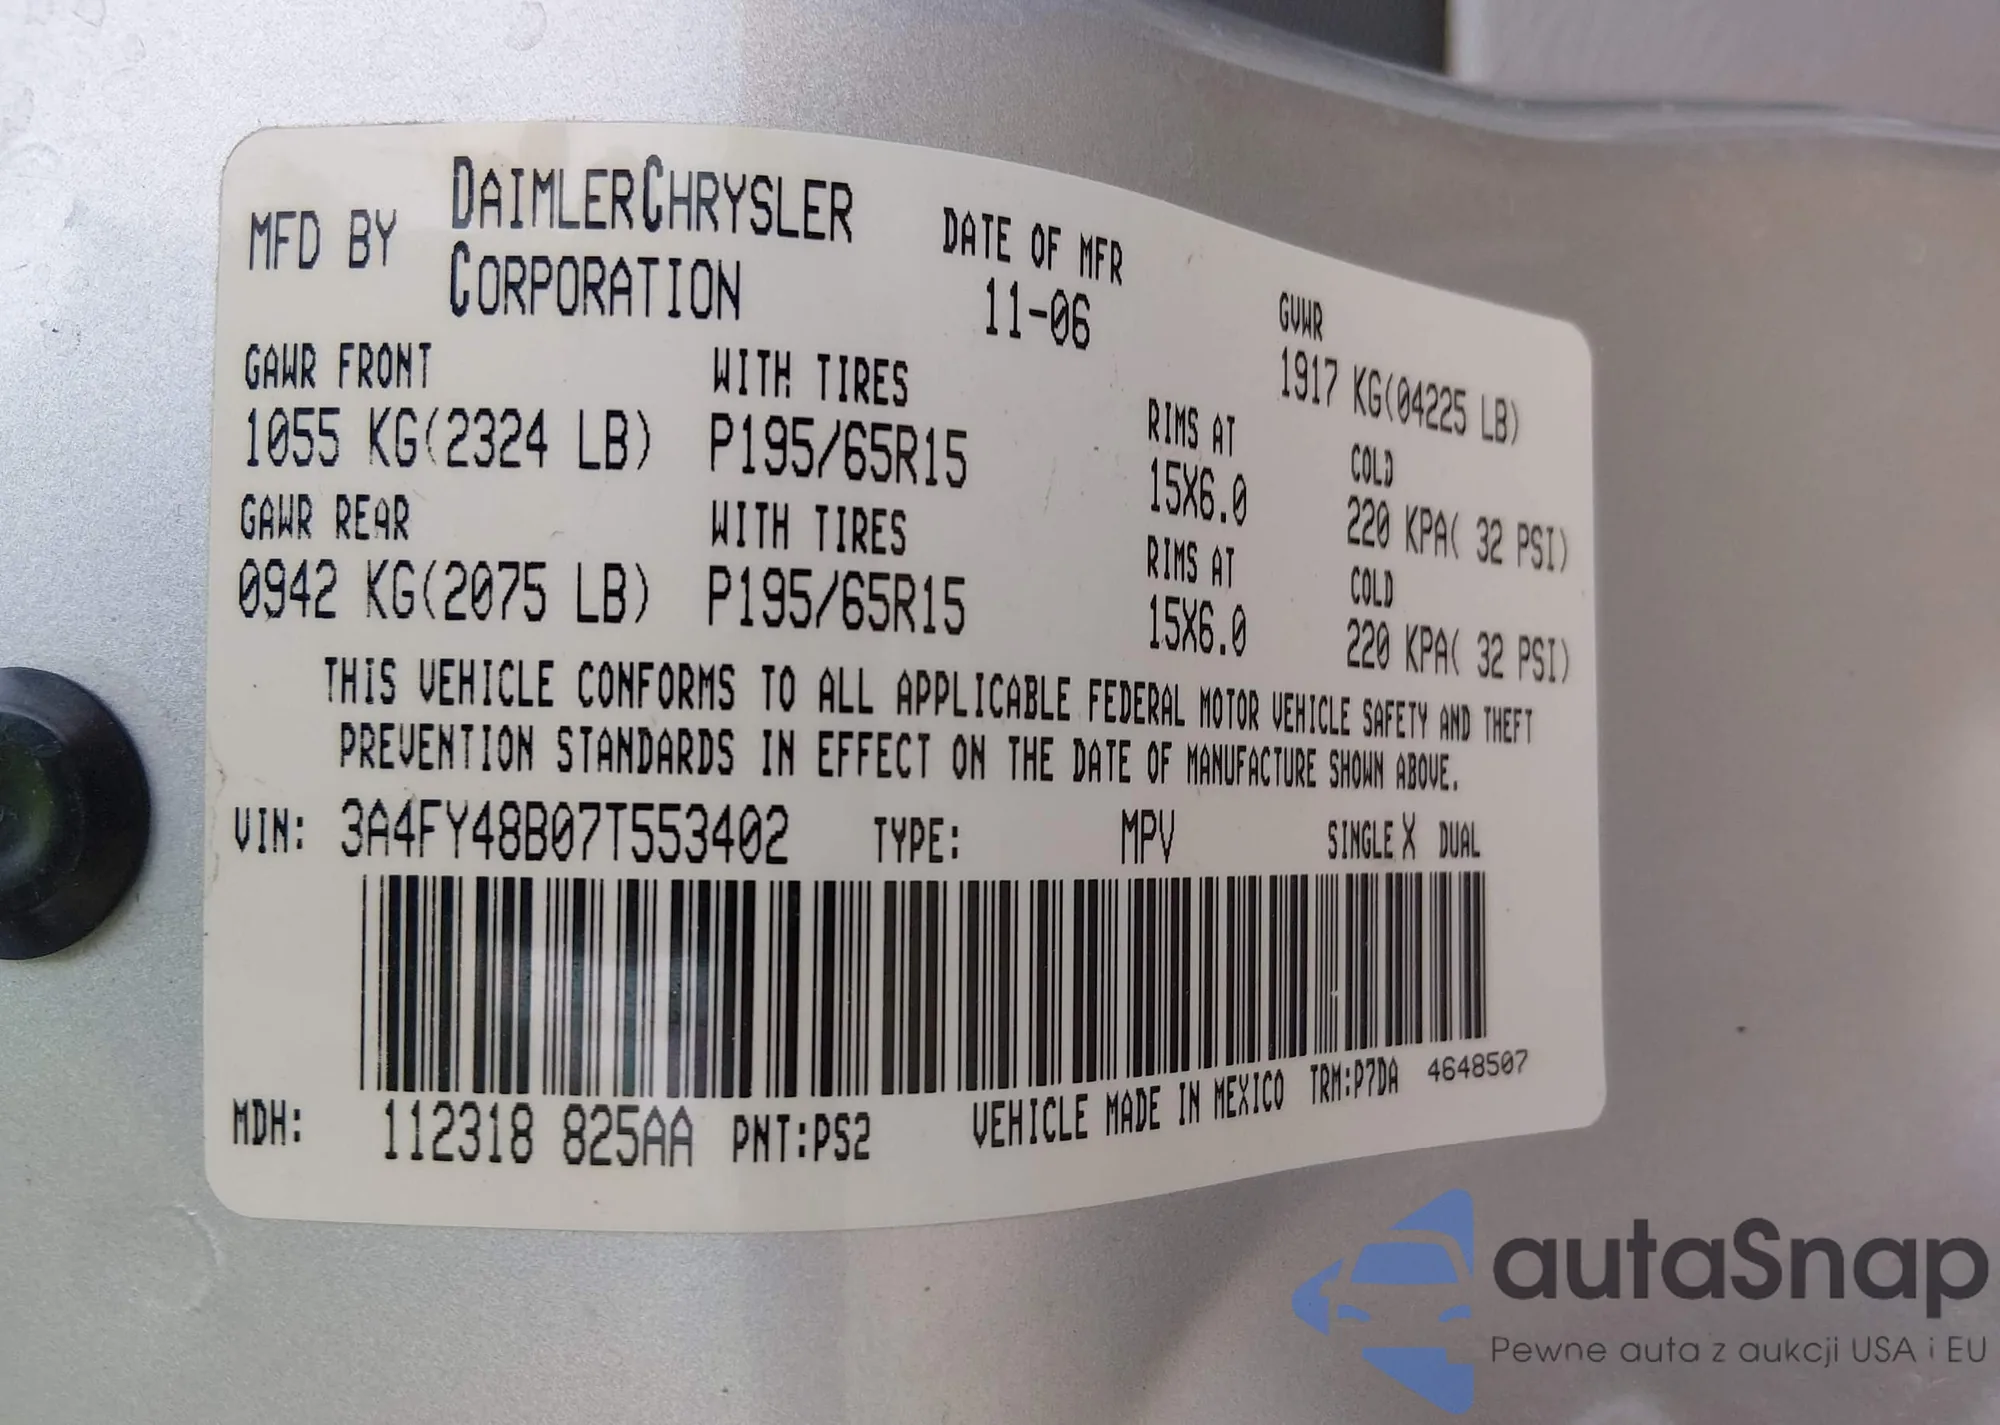 MFD BY DAIMLERCHRYSLER CORPORATION
DATE OF MFR
11-06
GVWR
1917 KG(04225 LB)
GAWR FRONT WITH TIRES RIMS AT COLD
1055 KG(2324 LB) P195/65R15 15X6.0 220 KPA( 32 PSI)
GAWR REAR WITH TIRES RIMS AT COLD
0942 KG(2075 LB) P195/65R15 15X6.0 220 KPA( 32 PSI)
THIS VEHICLE CONFORMS TO ALL APPLICABLE FEDERAL MOTOR VEHICLE SAFETY AND THEFT
PREVENTION STANDARDS IN EFFECT ON THE DATE OF MANUFACTURE SHOWN ABOVE.
VIN: 3A4FY48B07T553402 TYPE: MPV SINGLE X DUAL
MDH: 112318 825AA PNT:PS2 VEHICLE MADE IN MEXICO TRM:P7DA 4648507
autaSnap
Pewne auta z aukcji USA i EU